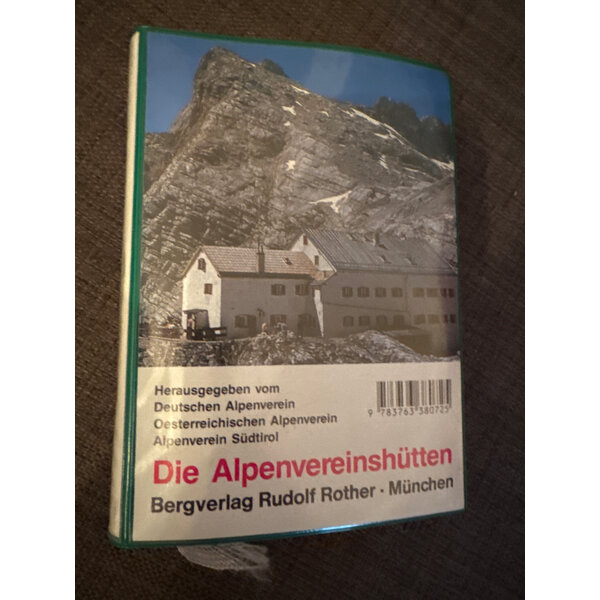 Herausgegeben vom
Deutschen Alpenverein
Oesterreichischen Alpenverein
Alpenverein Südtirol
9 783763 380725
Die Alpenvereinshütten
Bergverlag Rudolf Rother · München